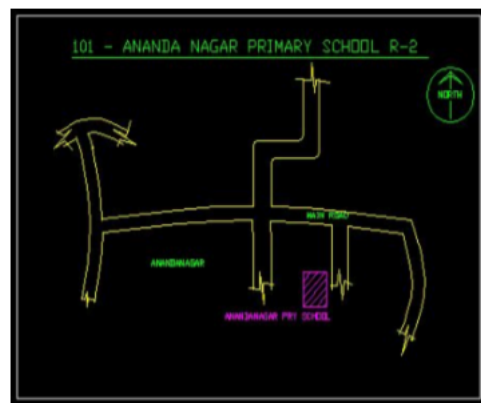 101 - ANANDA NAGAR PRIMARY SCHOOL R-2
NORTH
MAIN ROAD
ANANDANAGAR
ANANDANAGAR PRY SCHOOL